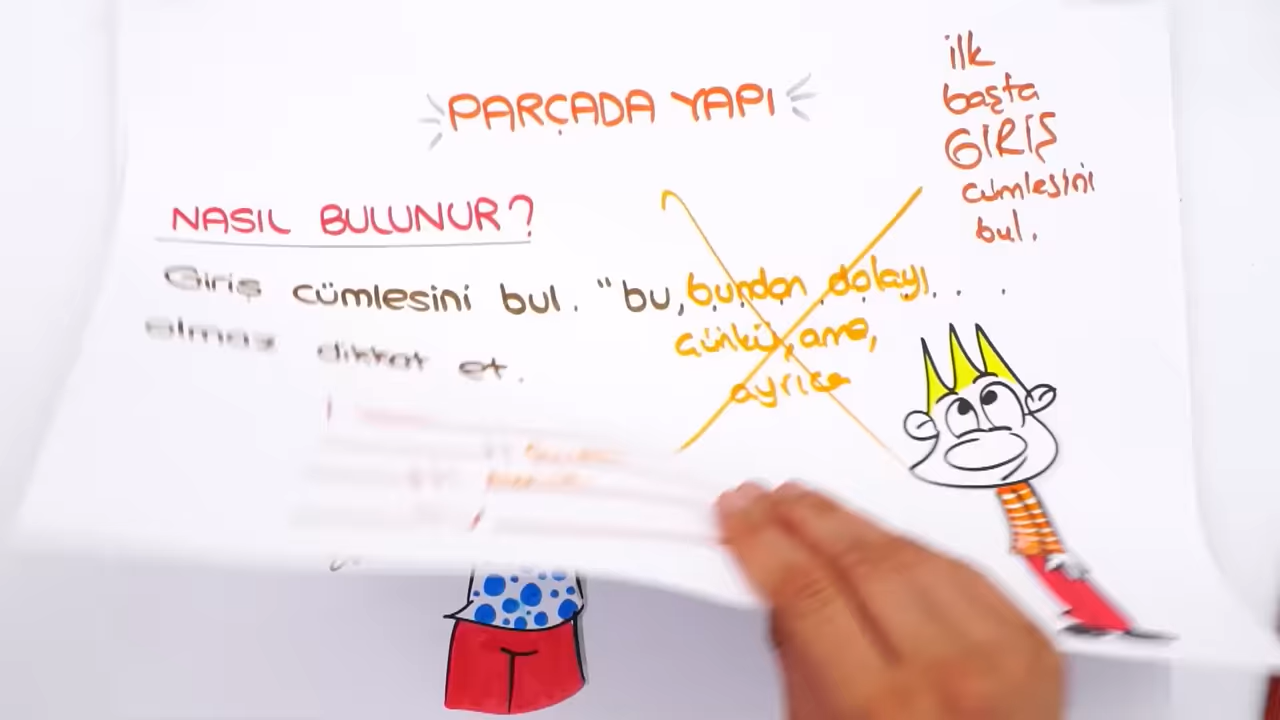 PARÇADA YAPI
ilk
başta
GİRİŞ
cümlesini
bul.
NASIL BULUNUR?
Giriş cümlesini bul. "bu, bundan dolayı . . .
çünkü, ama,
olmaz dikkat et.
ayrıca